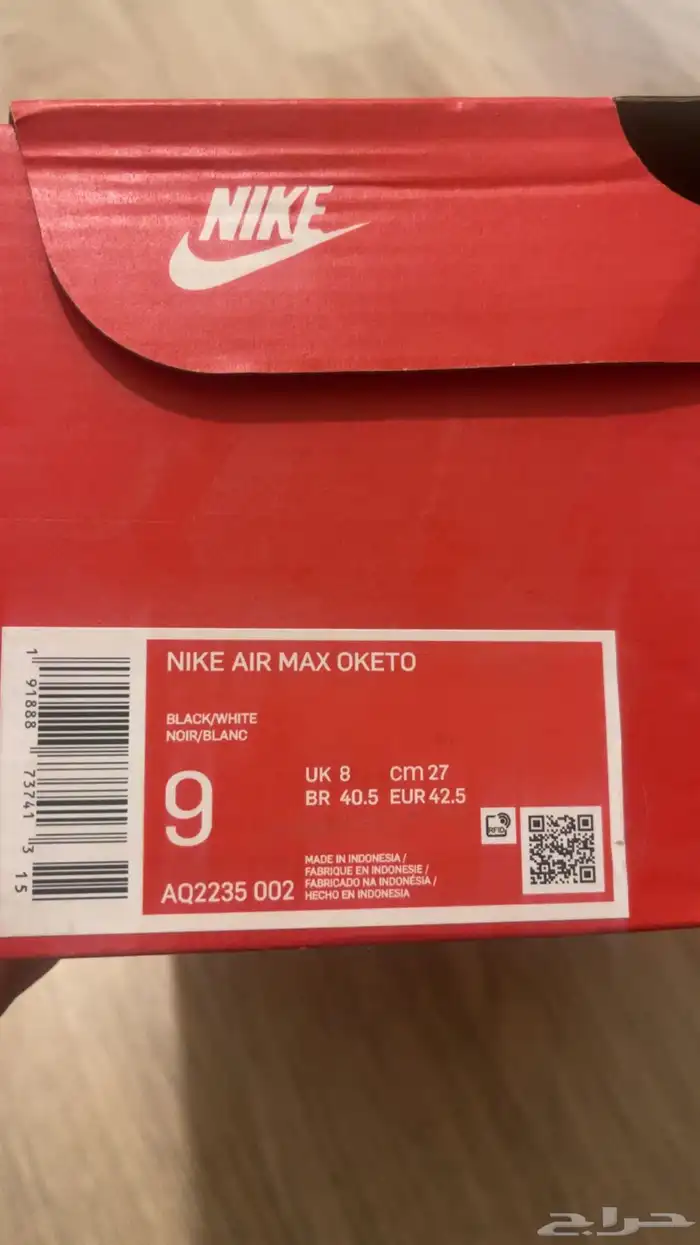 NIKE
NIKE AIR MAX OKETO
BLACK/WHITE
NOIR/BLANC
9
UK 8 cm 27
BR 40.5 EUR 42.5
RFID
AQ2235 002
MADE IN INDONESIA /
FABRIQUE EN INDONESIE /
FABRICADO NA INDONÉSIA /
HECHO EN INDONESIA
1 91888 73741 3 15
حراج